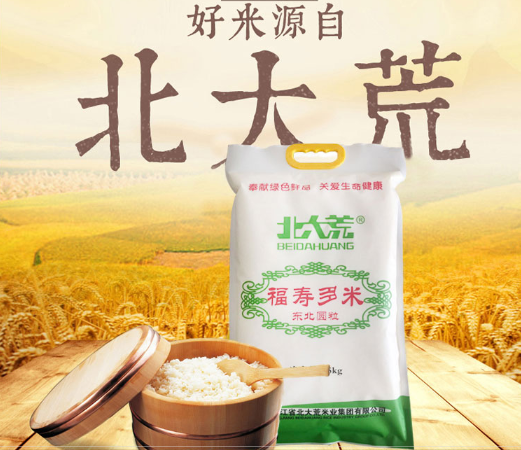 好米源自
北大荒
奉献绿色鲜品 关爱生命健康
北大荒®
BEIDAHUANG
福寿多米
东北圆粒
5kg
江省北大荒米业集团有限公司